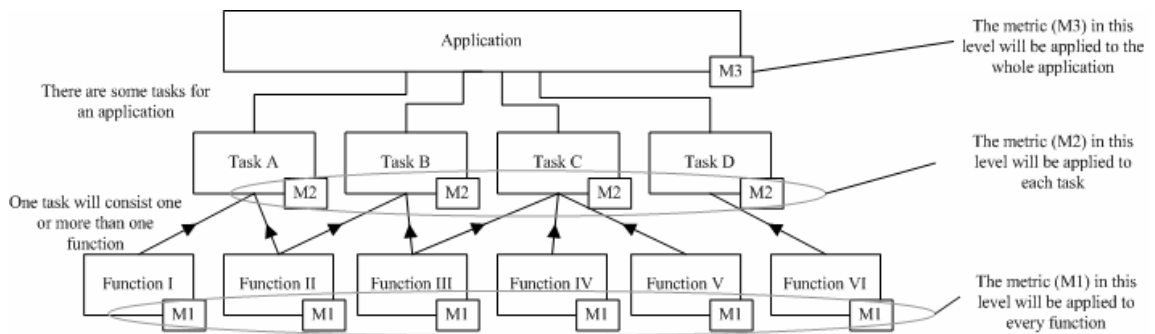 Application
M3
The metric (M3) in this
level will be applied to the
whole application
There are some tasks for
an application
Task A
M2
Task B
M2
Task C
M2
Task D
M2
The metric (M2) in this
level will be applied to
each task
One task will consist one
or more than one
function
Function I
M1
Function II
M1
Function III
M1
Function IV
M1
Function V
M1
Function VI
M1
The metric (M1) in this
level will be applied to
every function